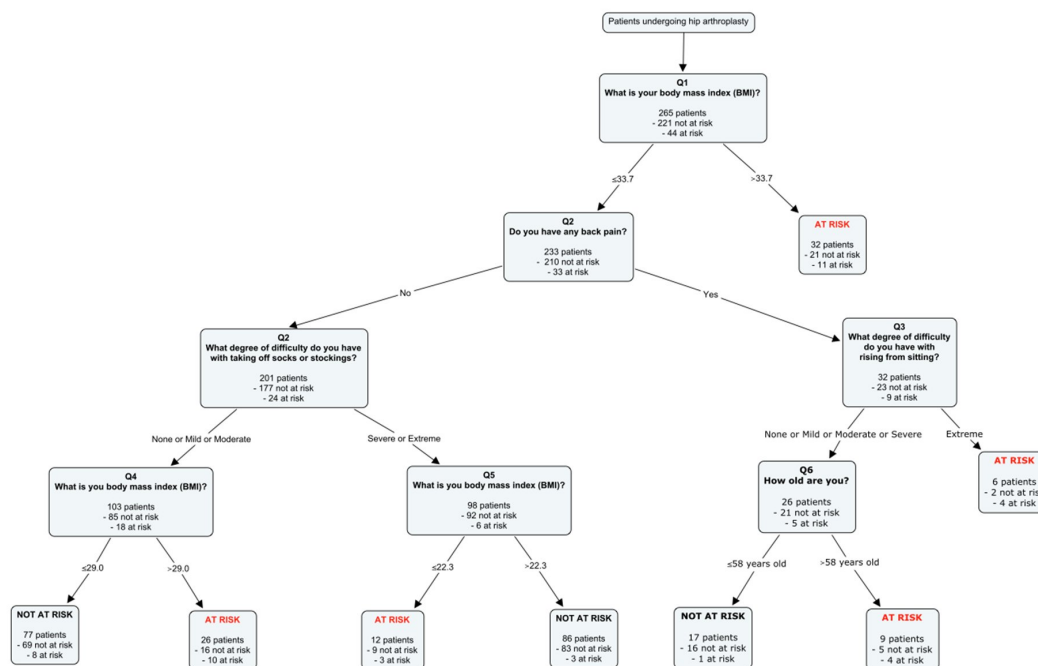 Patients undergoing hip arthroplasty
Q1
What is your body mass index (BMI)?
265 patients
- 221 not at risk
- 44 at risk
≤33.7
>33.7
Q2
Do you have any back pain?
233 patients
- 210 not at risk
- 33 at risk
AT RISK
32 patients
- 21 not at risk
- 11 at risk
No
Yes
Q2
What degree of difficulty do you have
with taking off socks or stockings?
201 patients
- 177 not at risk
- 24 at risk
Q3
What degree of difficulty
do you have with
rising from sitting?
32 patients
- 23 not at risk
- 9 at risk
None or Mild or Moderate
Severe or Extreme
None or Mild or Moderate or Severe
Extreme
Q4
What is you body mass index (BMI)?
103 patients
- 85 not at risk
- 18 at risk
Q5
What is you body mass index (BMI)?
98 patients
- 92 not at risk
- 6 at risk
Q6
How old are you?
26 patients
- 21 not at risk
- 5 at risk
AT RISK
6 patients
- 2 not at risk
- 4 at risk
≤29.0
>29.0
≤22.3
>22.3
≤58 years old
>58 years old
NOT AT RISK
77 patients
- 69 not at risk
- 8 at risk
AT RISK
26 patients
- 16 not at risk
- 10 at risk
AT RISK
12 patients
- 9 not at risk
- 3 at risk
NOT AT RISK
86 patients
- 83 not at risk
- 3 at risk
NOT AT RISK
17 patients
- 16 not at risk
- 1 at risk
AT RISK
9 patients
- 5 not at risk
- 4 at risk